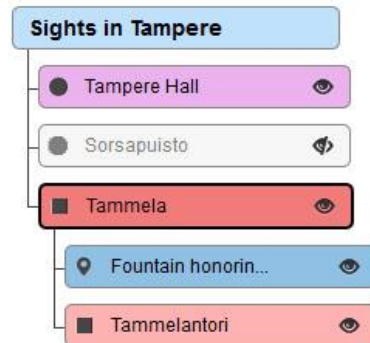 Sights in Tampere
Tampere Hall
Sorsapuisto
Tammela
Fountain honorin...
Tammelantori